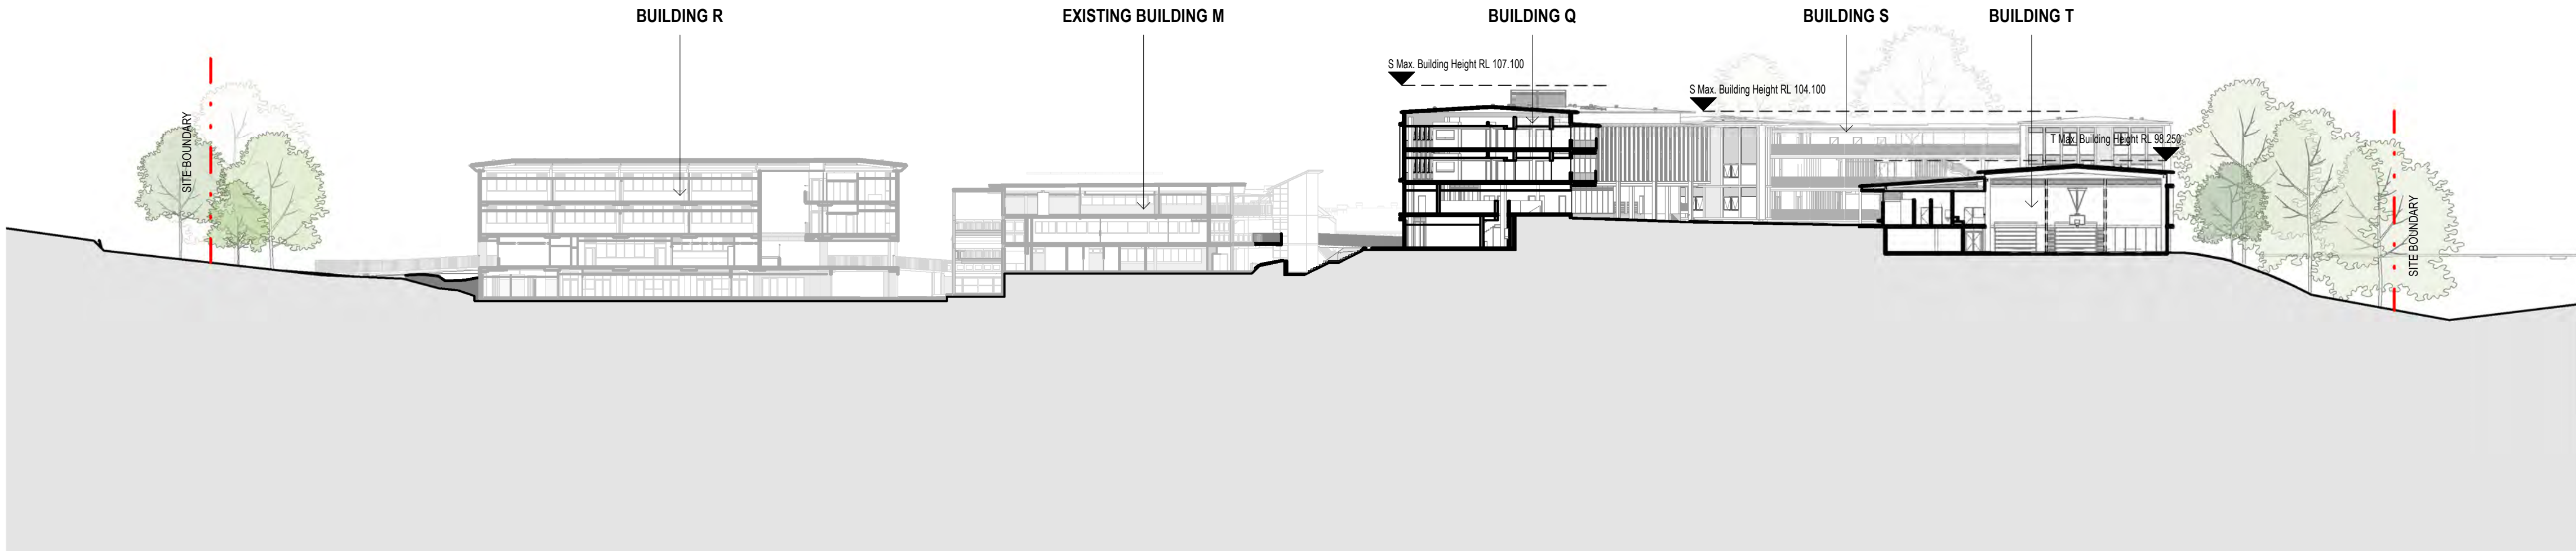 BUILDING R
EXISTING BUILDING M
BUILDING Q
BUILDING S
BUILDING T
S Max. Building Height RL 107.100
S Max. Building Height RL 104.100
T Max. Building Height RL 98.250
SITE BOUNDARY
SITE BOUNDARY